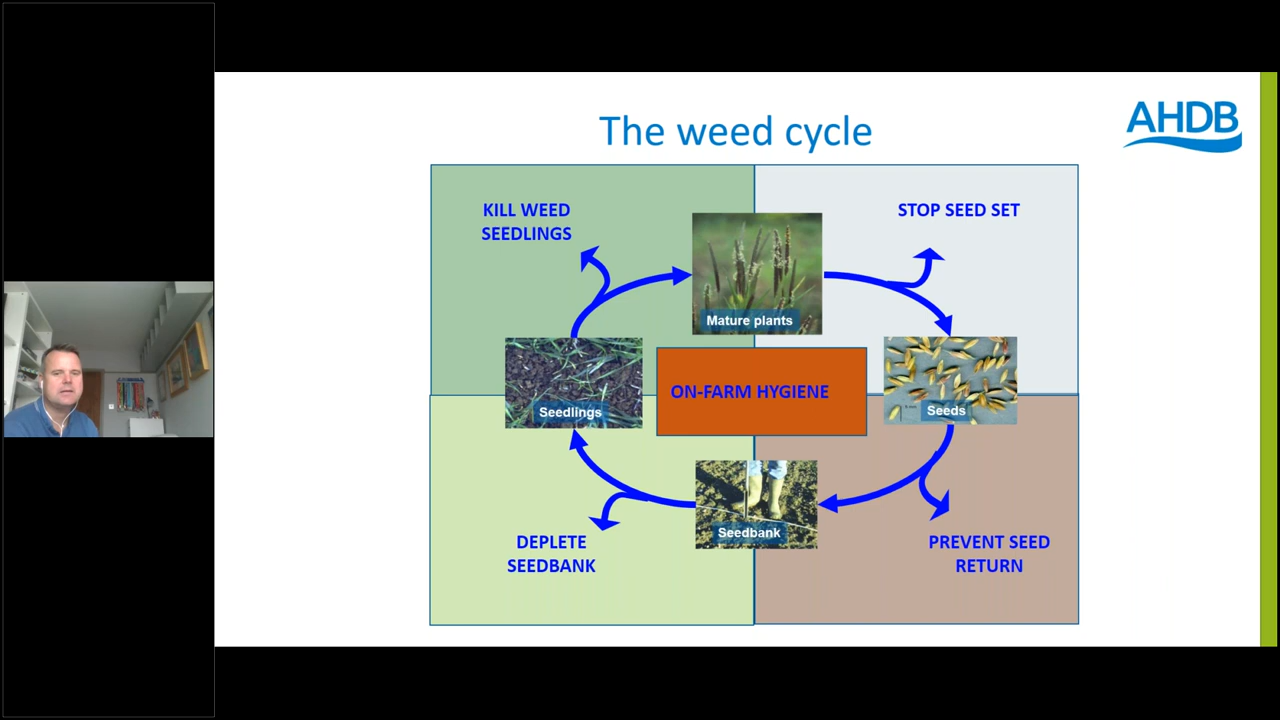 The weed cycle
AHDB
KILL WEED
SEEDLINGS
STOP SEED SET
Mature plants
ON-FARM HYGIENE
Seedlings
Seeds
Seedbank
DEPLETE
SEEDBANK
PREVENT SEED
RETURN